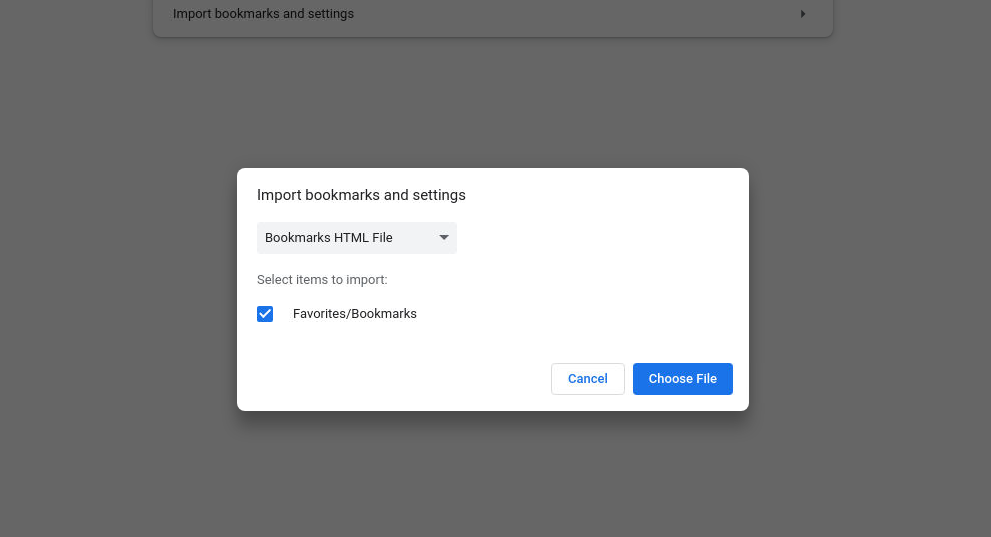 Import bookmarks and settings
Import bookmarks and settings
Bookmarks HTML File
Select items to import:
Favorites/Bookmarks
Cancel
Choose File